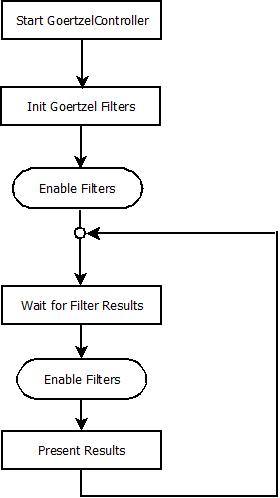 Start GoertzelController
Init Goertzel Filters
Enable Filters
Wait for Filter Results
Enable Filters
Present Results